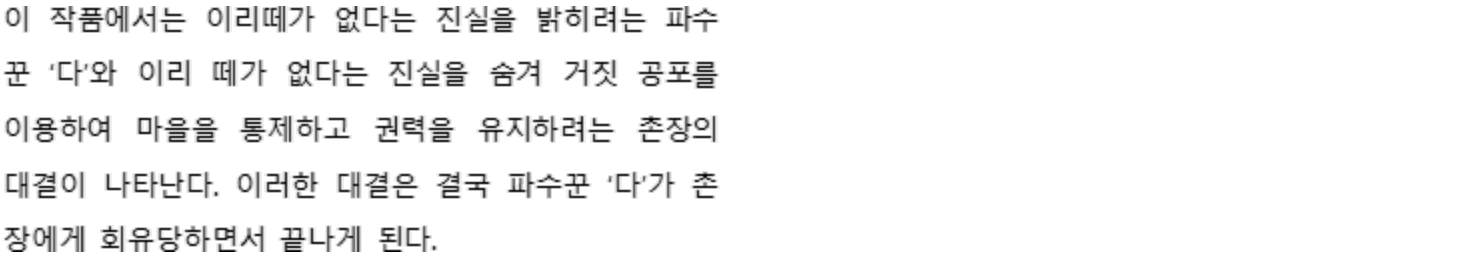 이 작품에서는 이리떼가 없다는 진실을 밝히려는 파수
꾼 ‘다’와 이리 떼가 없다는 진실을 숨겨 거짓 공포를
이용하여 마을을 통제하고 권력을 유지하려는 촌장의
대결이 나타난다. 이러한 대결은 결국 파수꾼 ‘다’가 촌
장에게 회유당하면서 끝나게 된다.